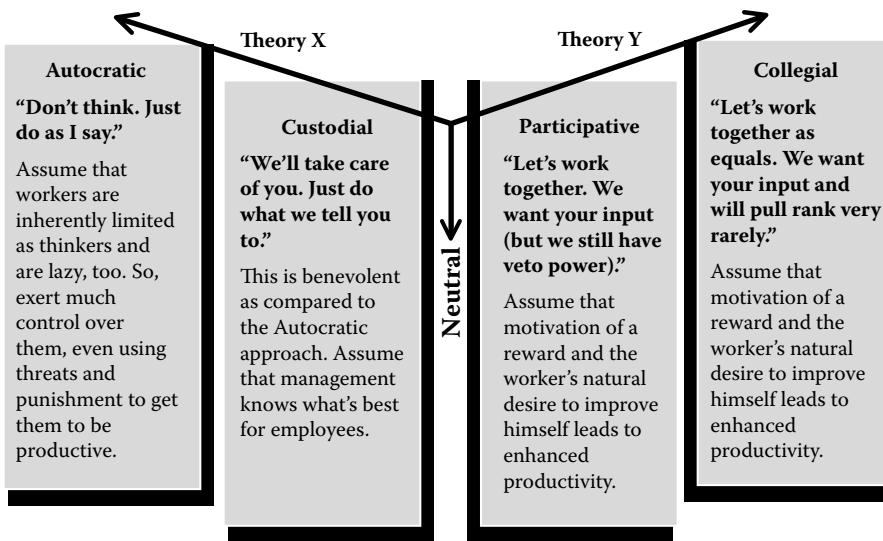 Theory X
Theory Y
Autocratic
“Don’t think. Just
do as I say.”
Assume that
workers are
inherently limited
as thinkers and
are lazy, too. So,
exert much
control over
them, even using
threats and
punishment to get
them to be
productive.
Custodial
“We’ll take care
of you. Just do
what we tell you
to.”
This is benevolent
as compared to
the Autocratic
approach. Assume
that management
knows what’s best
for employees.
Neutral
Participative
“Let’s work
together. We
want your input
(but we still have
veto power).”
Assume that
motivation of a
reward and the
worker’s natural
desire to improve
himself leads to
enhanced
productivity.
Collegial
“Let’s work
together as
equals. We want
your input and
will pull rank very
rarely.”
Assume that
motivation of a
reward and the
worker’s natural
desire to improve
himself leads to
enhanced
productivity.